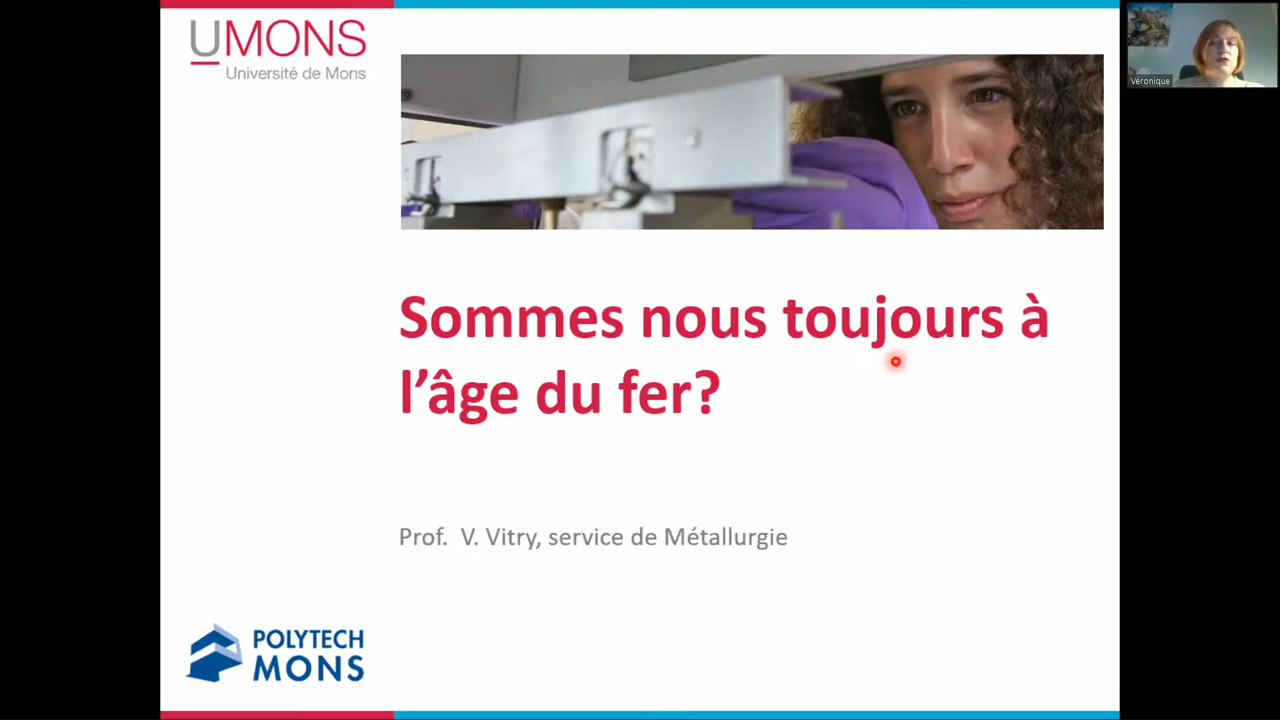 UMONS
Université de Mons
Véronique
Sommes nous toujours à
l’âge du fer?
Prof.  V. Vitry, service de Métallurgie
POLYTECH
MONS